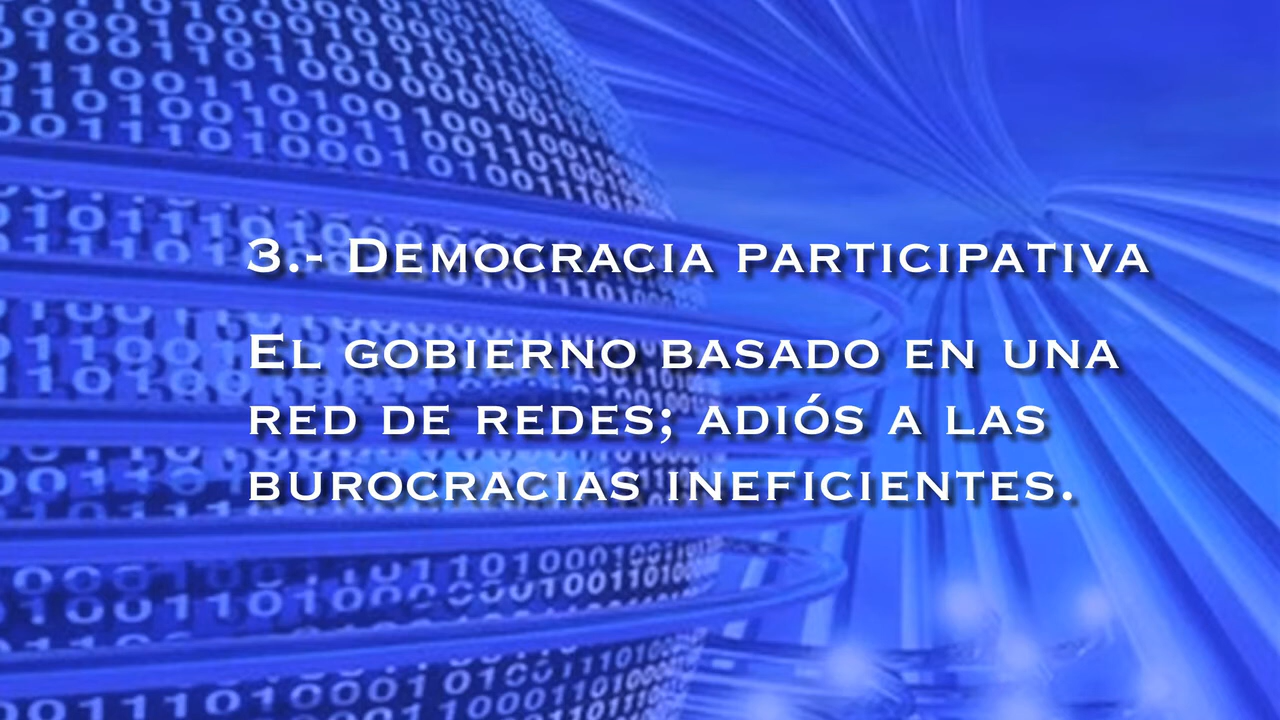 3.- Democracia participativa
El gobierno basado en una
red de redes; adiós a las
burocracias ineficientes.